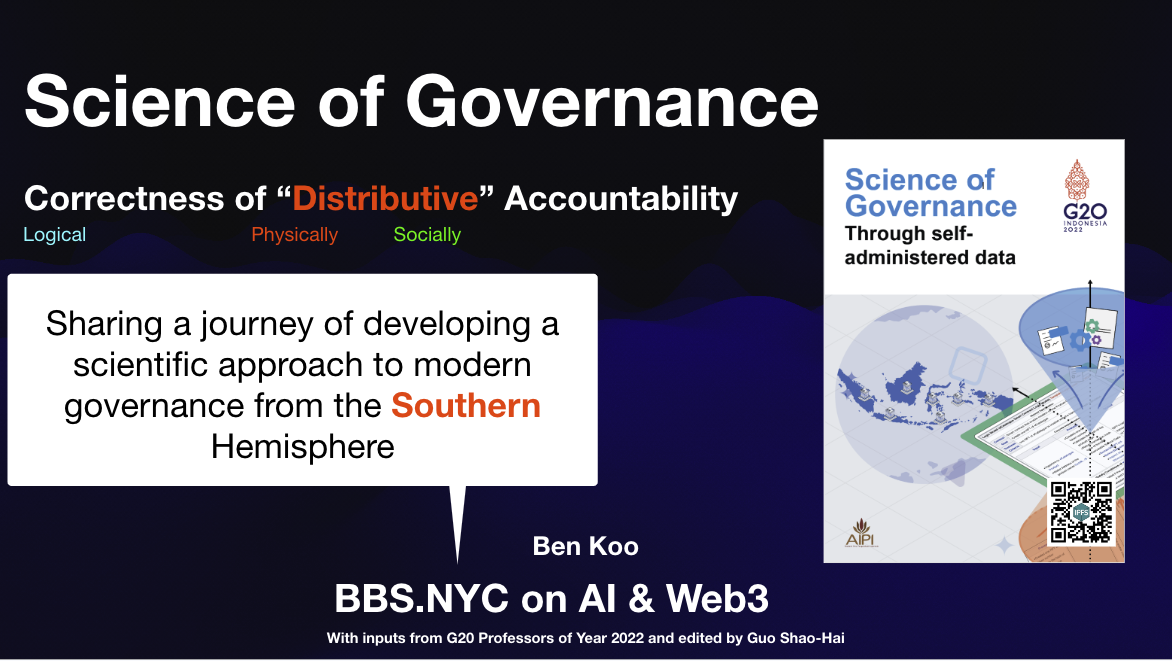 Science of Governance
Correctness of “Distributive” Accountability
Logical Physically Socially
Sharing a journey of developing a
scientific approach to modern
governance from the Southern
Hemisphere
Ben Koo
BBS.NYC on AI & Web3
With inputs from G20 Professors of Year 2022 and edited by Guo Shao-Hai
Science of
Governance
Through self-
administered data
G20
INDONESIA
2022
AIPI
IPFS